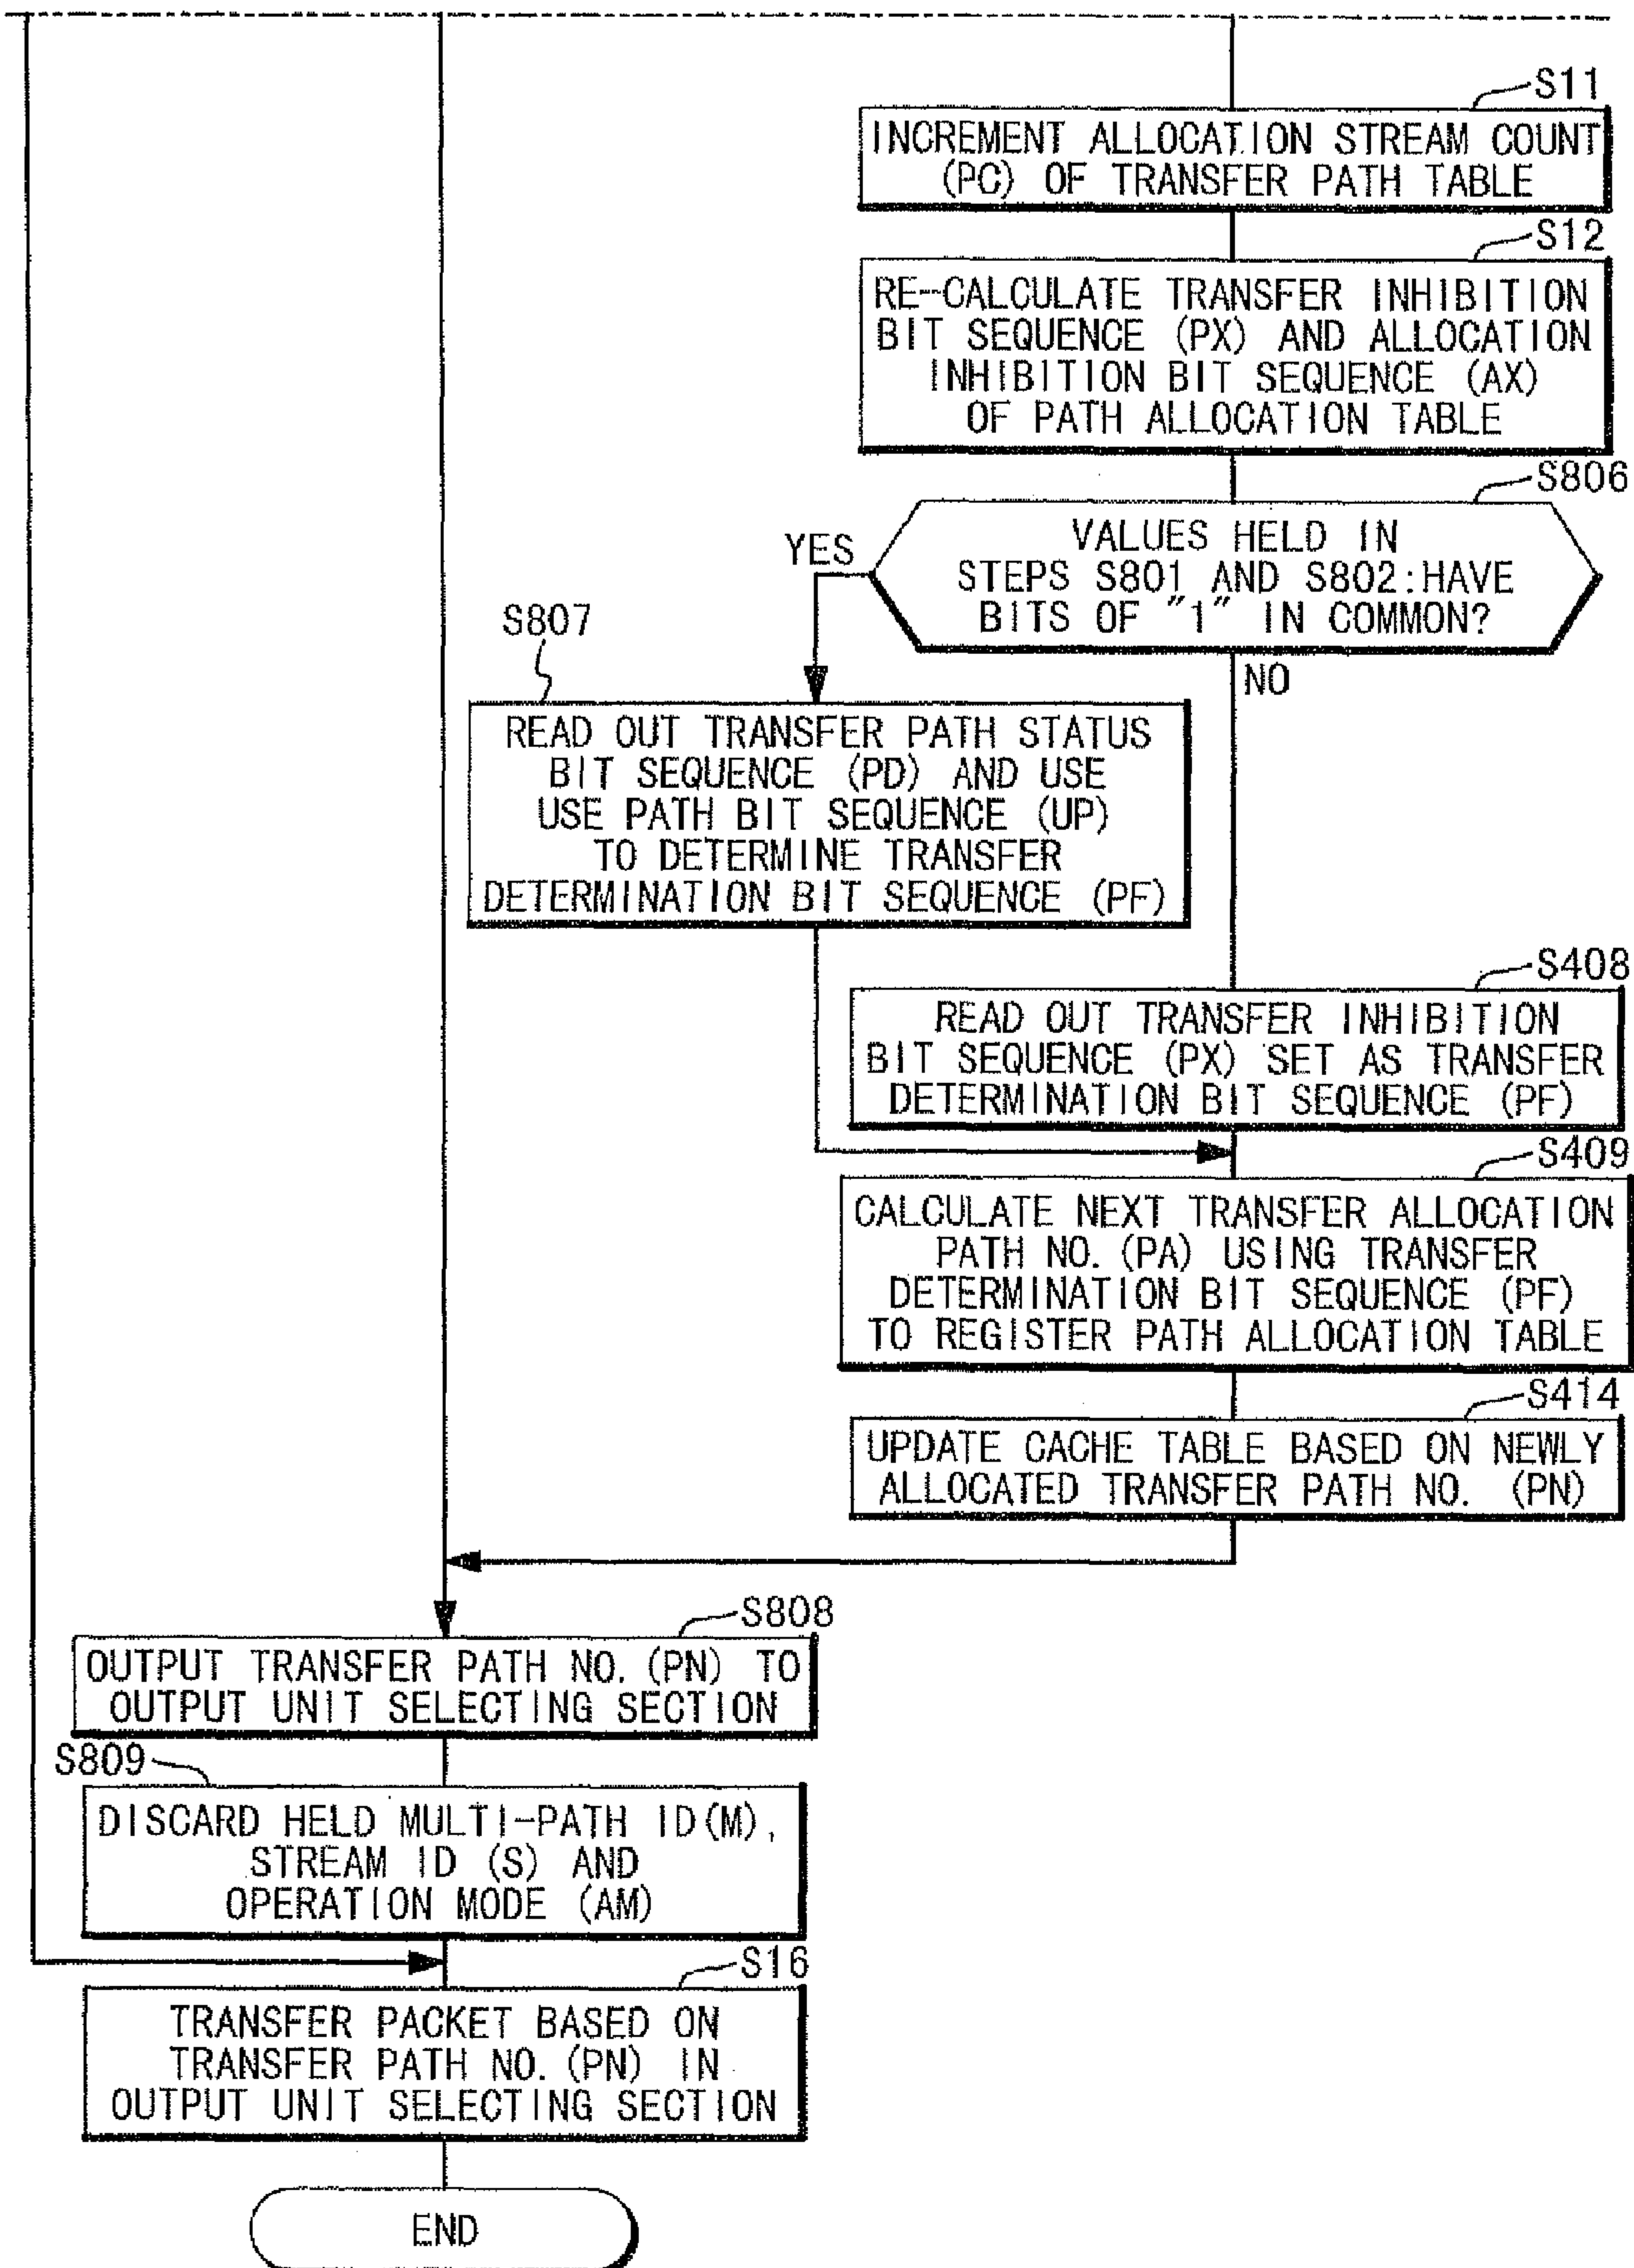 S11
INCREMENT ALLOCATION STREAM COUNT
(PC) OF TRANSFER PATH TABLE
S12
RE-CALCULATE TRANSFER INHIBITION
BIT SEQUENCE (PX) AND ALLOCATION
INHIBITION BIT SEQUENCE (AX)
OF PATH ALLOCATION TABLE
S806
VALUES HELD IN
STEPS S801 AND S802:HAVE
BITS OF "1" IN COMMON?
YES
NO
S807
READ OUT TRANSFER PATH STATUS
BIT SEQUENCE (PD) AND USE
USE PATH BIT SEQUENCE (UP)
TO DETERMINE TRANSFER
DETERMINATION BIT SEQUENCE (PF)
S408
READ OUT TRANSFER INHIBITION
BIT SEQUENCE (PX) SET AS TRANSFER
DETERMINATION BIT SEQUENCE (PF)
S409
CALCULATE NEXT TRANSFER ALLOCATION
PATH NO. (PA) USING TRANSFER
DETERMINATION BIT SEQUENCE (PF)
TO REGISTER PATH ALLOCATION TABLE
S414
UPDATE CACHE TABLE BASED ON NEWLY
ALLOCATED TRANSFER PATH NO. (PN)
S808
OUTPUT TRANSFER PATH NO. (PN) TO
OUTPUT UNIT SELECTING SECTION
S809
DISCARD HELD MULTI-PATH ID(M),
STREAM ID (S) AND
OPERATION MODE (AM)
S16
TRANSFER PACKET BASED ON
TRANSFER PATH NO. (PN) IN
OUTPUT UNIT SELECTING SECTION
END